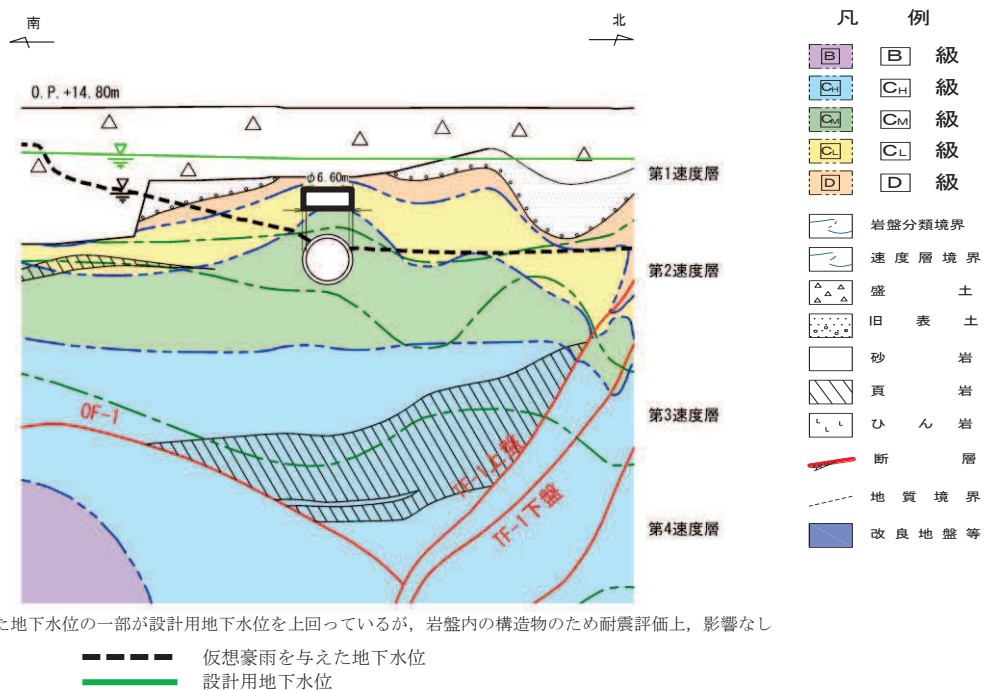 南
北
O.P.+14.80m
φ6.60m
第1速度層
第2速度層
第3速度層
第4速度層
OF-1
TF-1上盤
TF-1下盤
凡 例
B B 級
CH CH 級
CM CM 級
CL CL 級
D D 級
岩盤分類境界
速度層境界
盛土
旧表土
砂岩
頁岩
ひん岩
断層
地質境界
改良地盤等
た地下水位の一部が設計用地下水位を上回っているが，岩盤内の構造物のため耐震評価上，影響なし
仮想豪雨を与えた地下水位
設計用地下水位